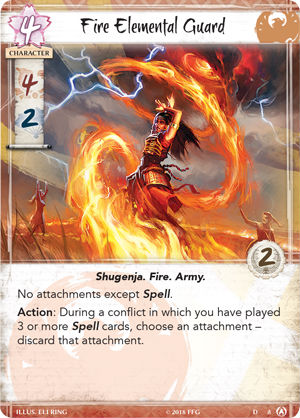 4
Fire Elemental Guard
CHARACTER
4
2
2
Shugenja. Fire. Army.
No attachments except Spell.
Action: During a conflict in which you have played
3 or more Spell cards, choose an attachment –
discard that attachment.
ILLUS. ELI RING
© 2018 FFG
D